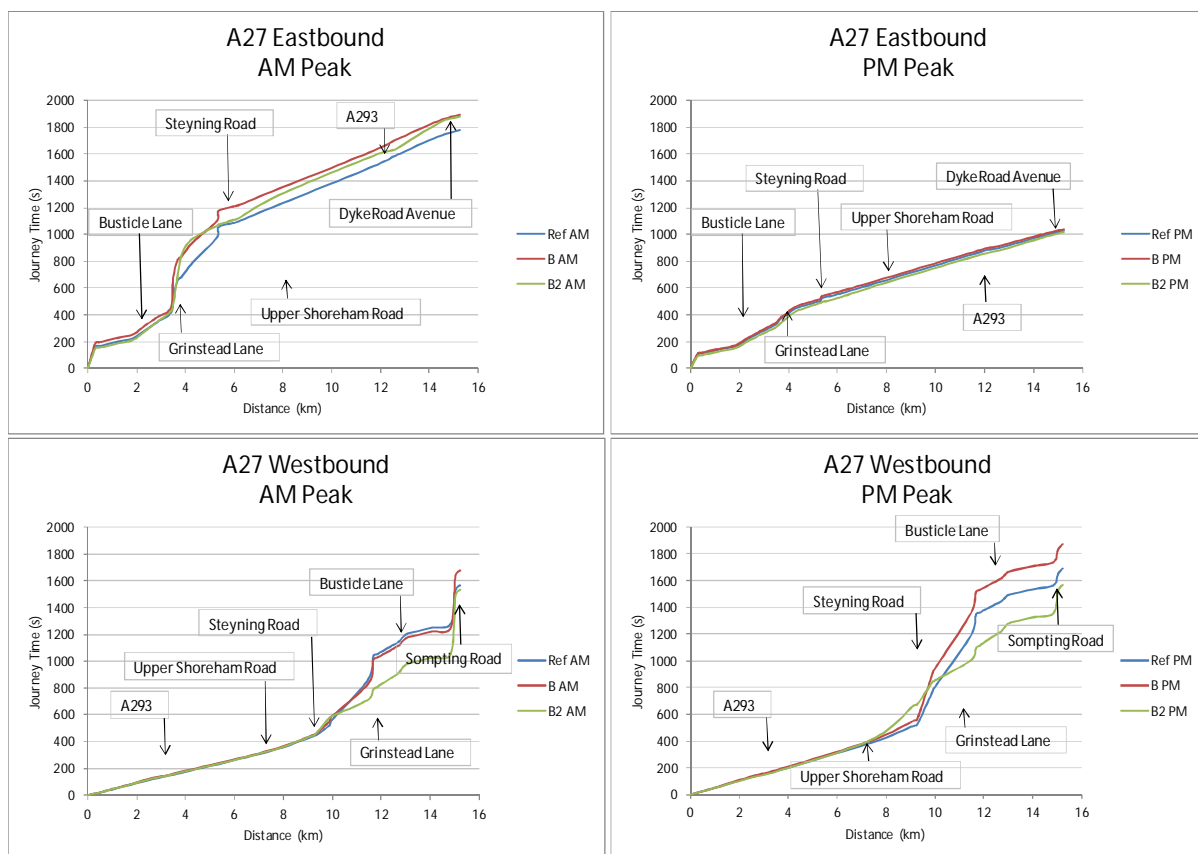 A27 Eastbound
AM Peak
2000
1800
1600
1400
1200
1000
800
600
400
200
0
Journey Time (s)
0 2 4 6 8 10 12 14 16
Distance (km)
Steyning Road
A293
Busticle Lane
Dyke Road Avenue
Upper Shoreham Road
Grinstead Lane
Ref AM
B AM
B2 AM
A27 Eastbound
PM Peak
2000
1800
1600
1400
1200
1000
800
600
400
200
0
Journey Time (s)
0 2 4 6 8 10 12 14 16
Distance (km)
Dyke Road Avenue
Steyning Road
Upper Shoreham Road
Busticle Lane
A293
Grinstead Lane
Ref PM
B PM
B2 PM
A27 Westbound
AM Peak
2000
1800
1600
1400
1200
1000
800
600
400
200
0
Journey Time (s)
0 2 4 6 8 10 12 14 16
Distance (km)
Busticle Lane
Steyning Road
Upper Shoreham Road
Sompting Road
A293
Grinstead Lane
Ref AM
B AM
B2 AM
A27 Westbound
PM Peak
2000
1800
1600
1400
1200
1000
800
600
400
200
0
Journey Time (s)
0 2 4 6 8 10 12 14 16
Distance (km)
Busticle Lane
Steyning Road
Sompting Road
A293
Grinstead Lane
Upper Shoreham Road
Ref PM
B PM
B2 PM